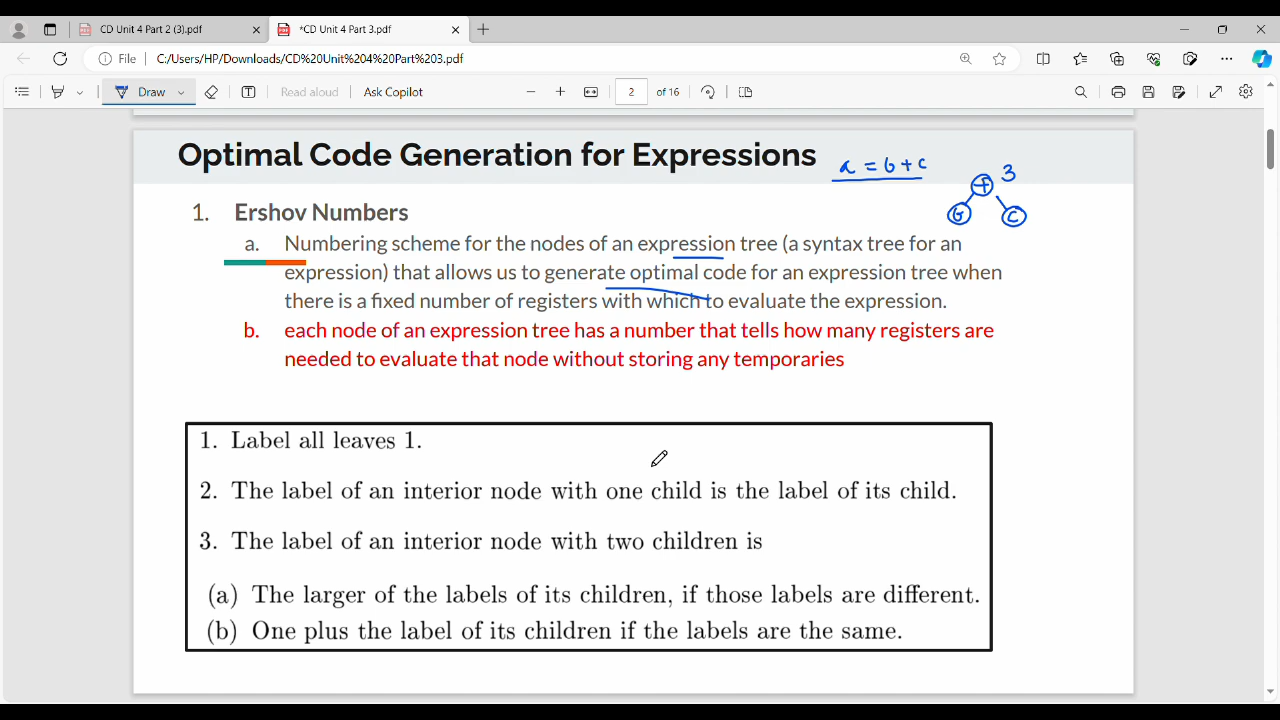 CD Unit 4 Part 2 (3).pdf
*CD Unit 4 Part 3.pdf
File
C:/Users/HP/Downloads/CD%20Unit%204%20Part%203.pdf
Draw
Read aloud
Ask Copilot
2 of 16
Optimal Code Generation for Expressions
a = b + c
+ 3
b c
1. Ershov Numbers
a. Numbering scheme for the nodes of an expression tree (a syntax tree for an
expression) that allows us to generate optimal code for an expression tree when
there is a fixed number of registers with which to evaluate the expression.
b. each node of an expression tree has a number that tells how many registers are
needed to evaluate that node without storing any temporaries
1. Label all leaves 1.
2. The label of an interior node with one child is the label of its child.
3. The label of an interior node with two children is
(a) The larger of the labels of its children, if those labels are different.
(b) One plus the label of its children if the labels are the same.